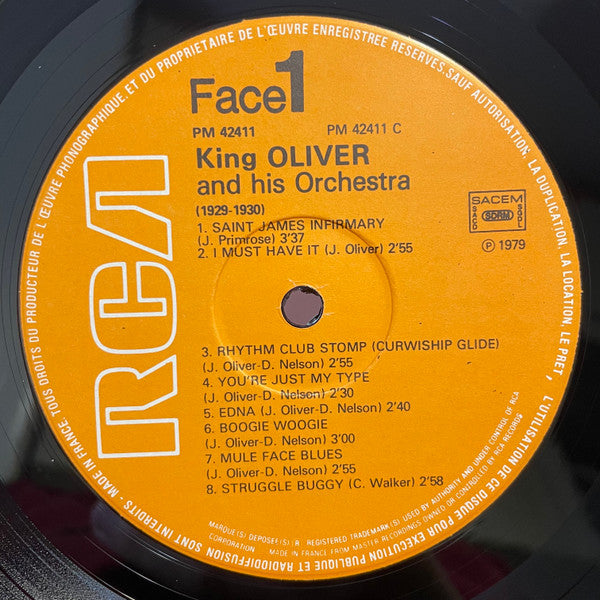 Face 1
PM 42411 PM 42411 C
King OLIVER
and his Orchestra
(1929-1930)
1. SAINT JAMES INFIRMARY
(J. Primrose) 3'37
2. I MUST HAVE IT (J. Oliver) 2'55
SACEM
SACD SDRM SGDL
℗ 1979
RCA
3. RHYTHM CLUB STOMP (CURWISHIP GLIDE)
(J. Oliver-D. Nelson) 2'55
4. YOU'RE JUST MY TYPE
(J. Oliver-D. Nelson) 2'30
5. EDNA (J. Oliver-D. Nelson) 2'40
6. BOOGIE WOOGIE
(J. Oliver-D. Nelson) 3'00
7. MULE FACE BLUES
(J. Oliver-D. Nelson) 2'55
8. STRUGGLE BUGGY (C. Walker) 2'58
MARQUE(S) DEPOSEE(S) ® REGISTERED TRADEMARK(S) USED BY AUTHORITY AND UNDER CONTROL OF RCA
CORPORATION MADE IN FRANCE FROM MASTER RECORDINGS OWNED OR CONTROLLED BY RCA RECORDS
MADE IN FRANCE. TOUS DROITS DU PRODUCTEUR DE L'ŒUVRE PHONOGRAPHIQUE ET DU PROPRIETAIRE DE L'ŒUVRE ENREGISTREE RESERVES. SAUF AUTORISATION, LA DUPLICATION, LA LOCATION, LE PRET, L'UTILISATION DE CE DISQUE POUR EXECUTION PUBLIQUE ET RADIODIFFUSION SONT INTERDITS -